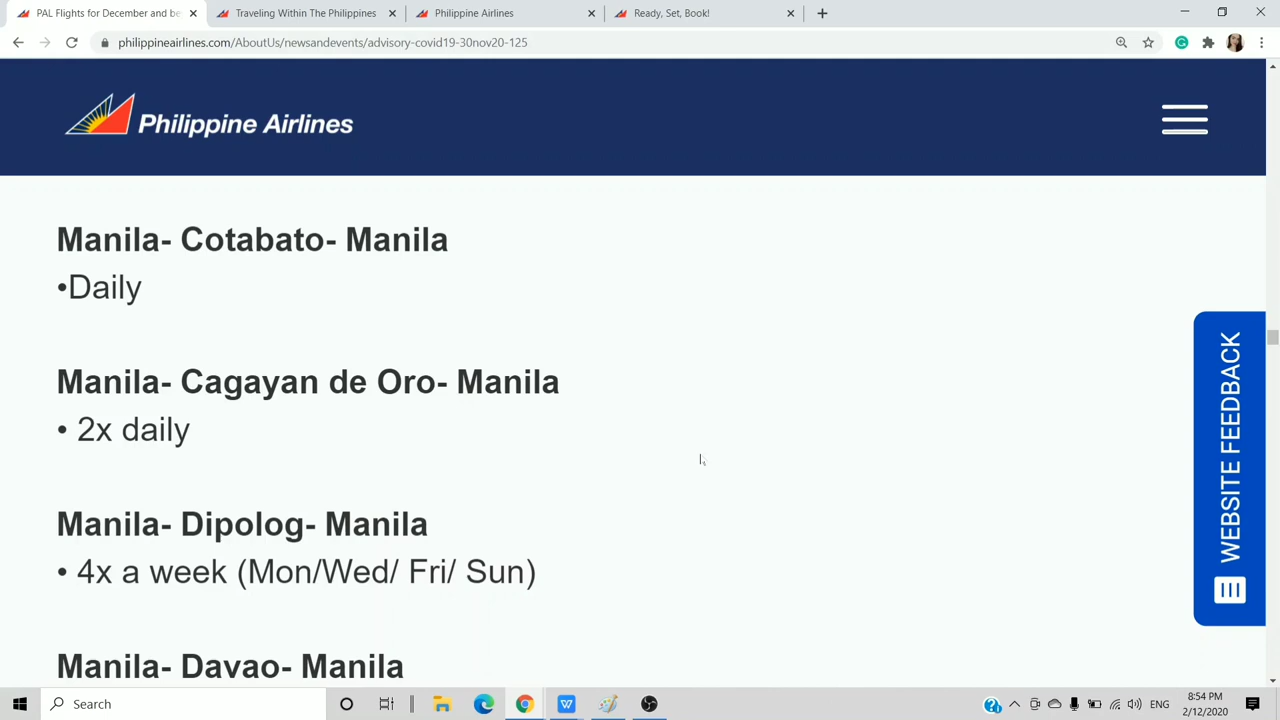 PAL Flights for December and be
Traveling Within The Philippines
Philippine Airlines
Ready, Set, Book!
philippineairlines.com/AboutUs/newsandevents/advisory-covid19-30nov20-125
Philippine Airlines
Manila- Cotabato- Manila
•Daily
Manila- Cagayan de Oro- Manila
• 2x daily
Manila- Dipolog- Manila
• 4x a week (Mon/Wed/ Fri/ Sun)
Manila- Davao- Manila
WEBSITE FEEDBACK
Search
ENG
8:54 PM
2/12/2020